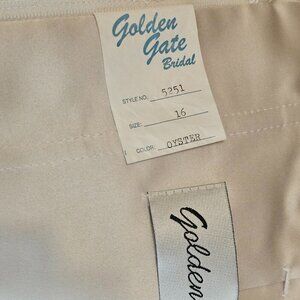 Golden
Gate
Bridal
STYLE NO. 5251
SIZE: 16
COLOR: OYSTER
Golden